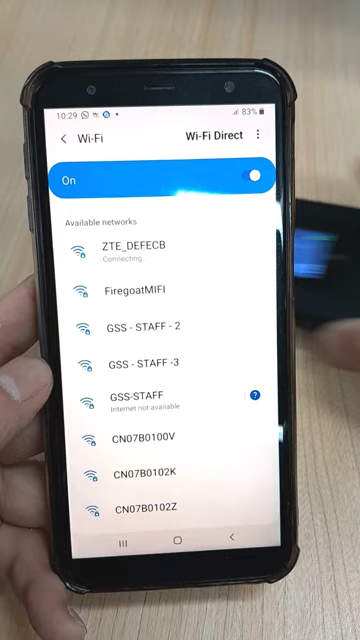 10:29
83%
Wi-Fi
Wi-Fi Direct
On
Available networks
ZTE_DEFECB
Connecting...
FiregoatMIFI
GSS - STAFF - 2
GSS - STAFF -3
GSS-STAFF
Internet not available
?
CN07B0100V
CN07B0102K
CN07B0102Z